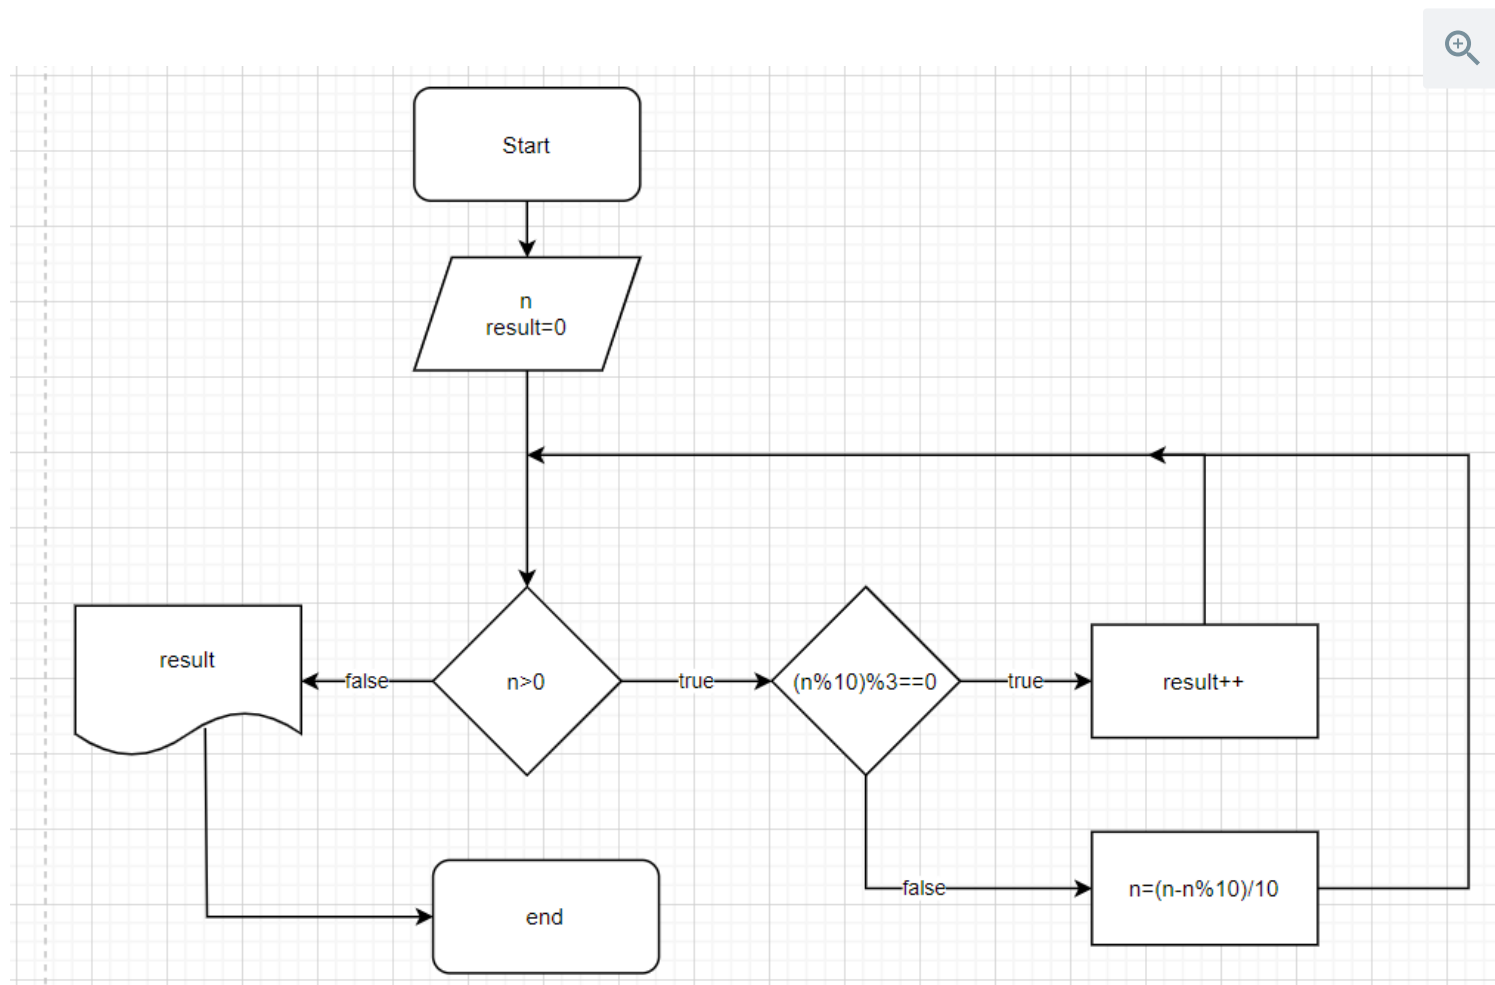 Start
n
result=0
result
false
n>0
true
(n%10)%3==0
true
result++
false
n=(n-n%10)/10
end